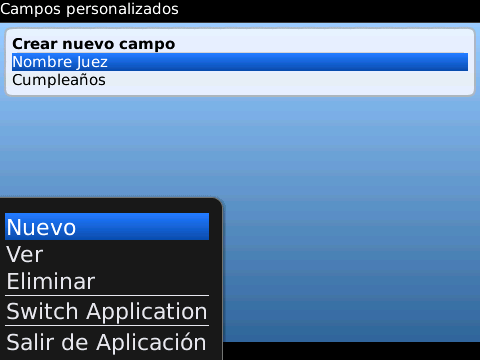 Campos personalizados
Crear nuevo campo
Nombre Juez
Cumpleaños
Nuevo
Ver
Eliminar
Switch Application
Salir de Aplicación